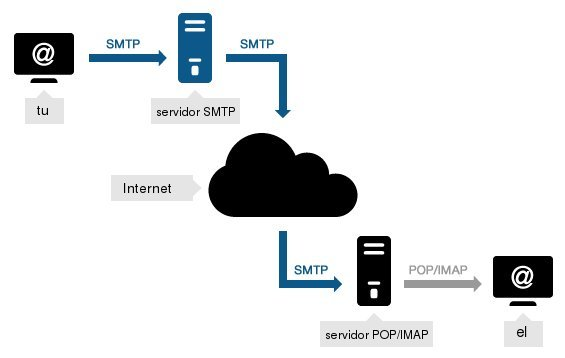 @
SMTP
SMTP
tu
servidor SMTP
Internet
SMTP
POP/IMAP
@
servidor POP/IMAP
el